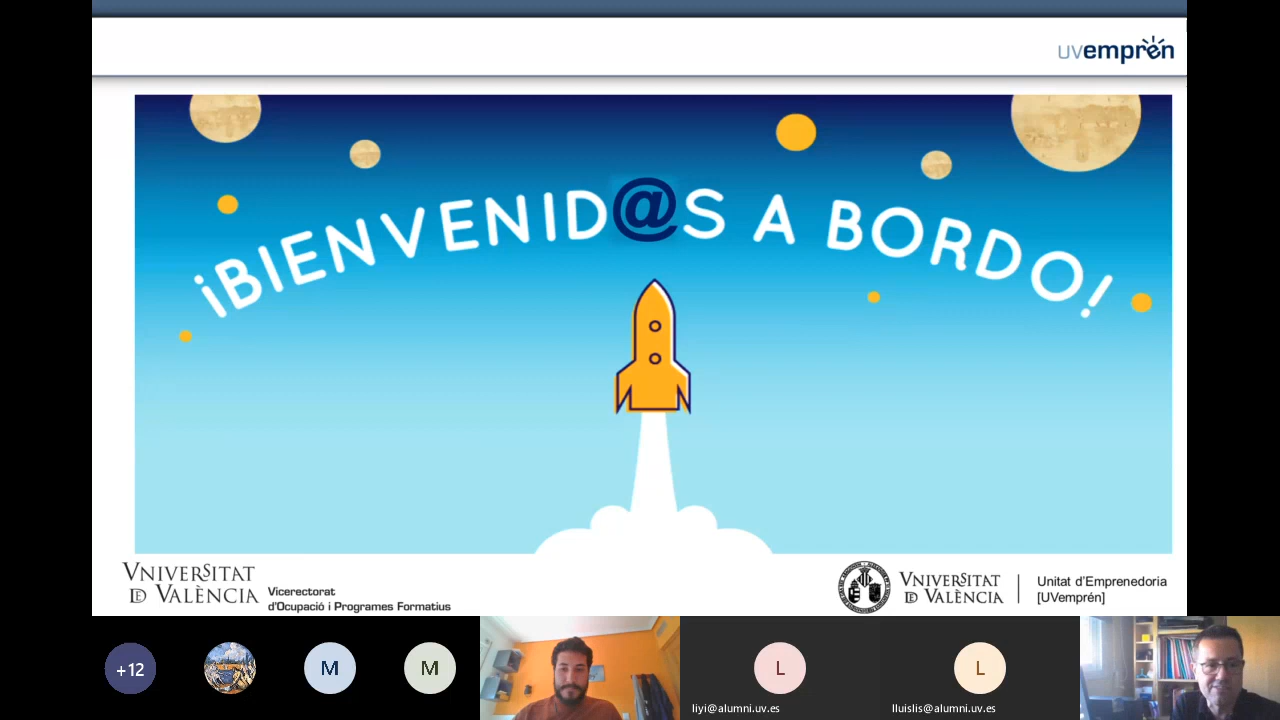 uvemprén
¡BIENVENID@S A BORDO!
VNIVERSITAT
DE VALÈNCIA
Vicerectorat
d'Ocupació i Programes Formatius
VNIVERSITAT
DE VALÈNCIA
Unitat d'Emprenedoria
[UVemprén]
+12
M
M
L
liyi@alumni.uv.es
L
lluislis@alumni.uv.es